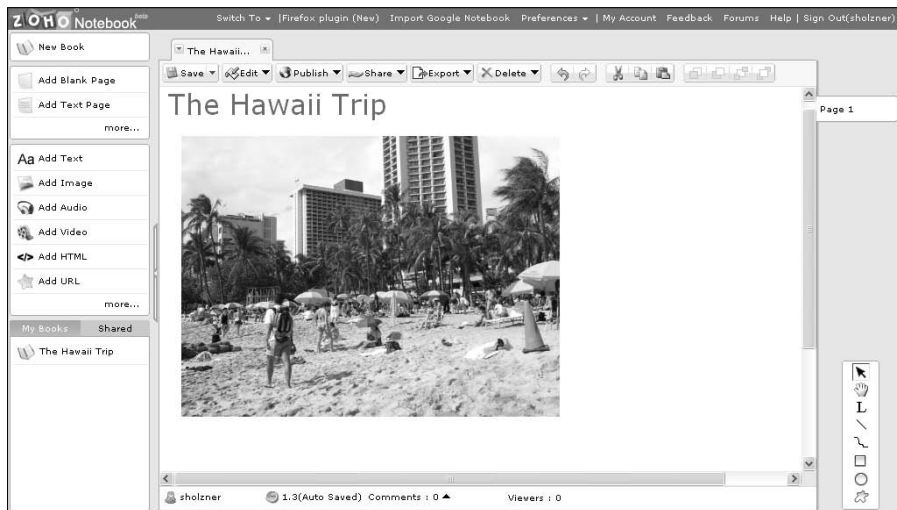 ZOHO Notebook beta
Switch To | Firefox plugin (New) Import Google Notebook Preferences | My Account Feedback Forums Help | Sign Out(sholzner)
New Book
Add Blank Page
Add Text Page
more...
Aa Add Text
Add Image
Add Audio
Add Video
</> Add HTML
Add URL
more...
My Books Shared
The Hawaii Trip
The Hawaii...
Save Edit Publish Share Export Delete
The Hawaii Trip
Page 1
L
sholzner 1.3(Auto Saved) Comments : 0 Viewers : 0